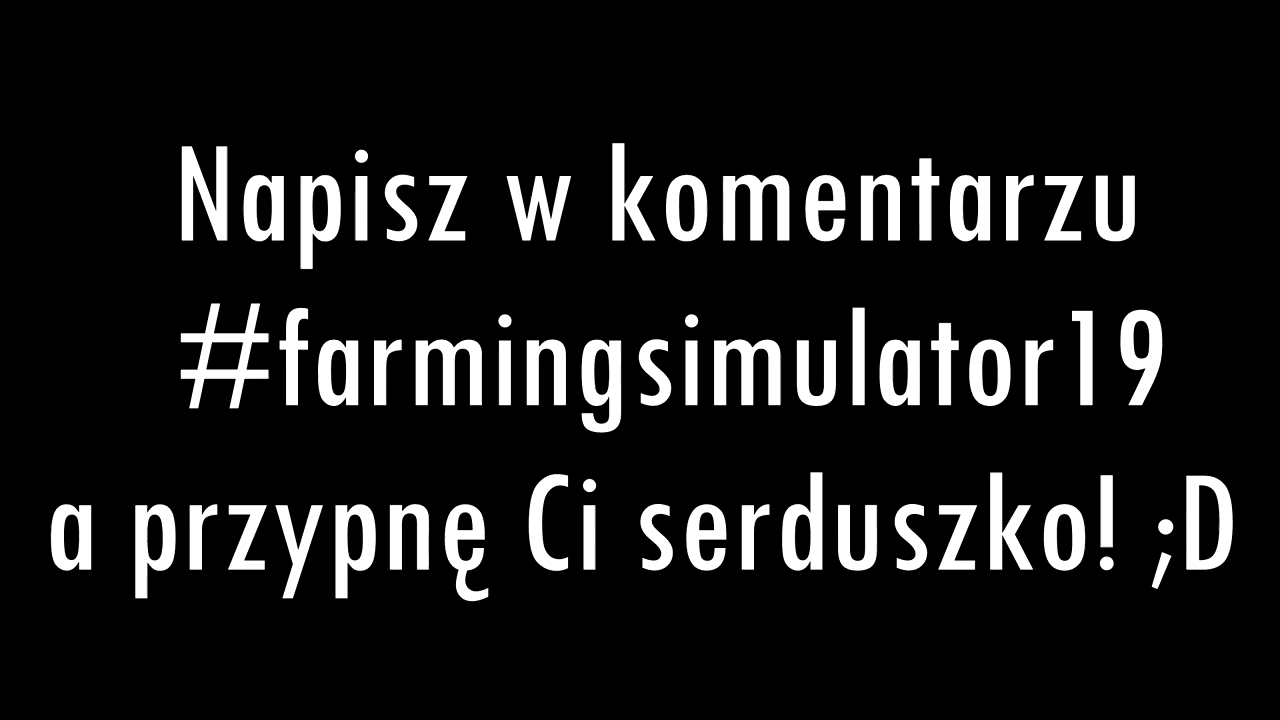 Napisz w komentarzu
#farmingsimulator19
a przypnę Ci serduszko! ;D